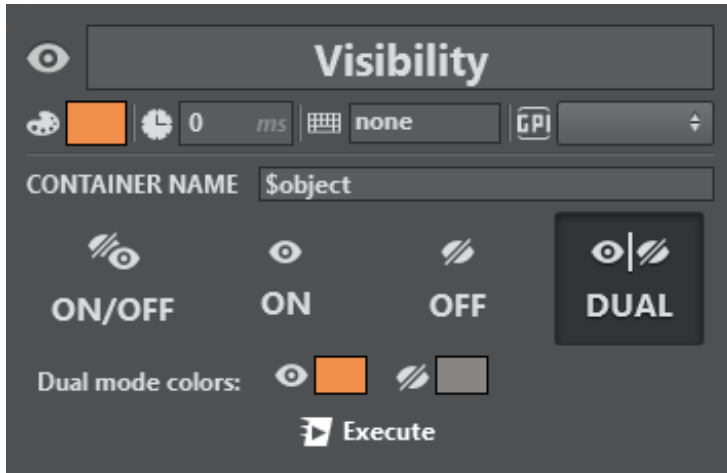 Visibility
0 ms none GPI
CONTAINER NAME $object
ON/OFF ON OFF DUAL
Dual mode colors:
Execute